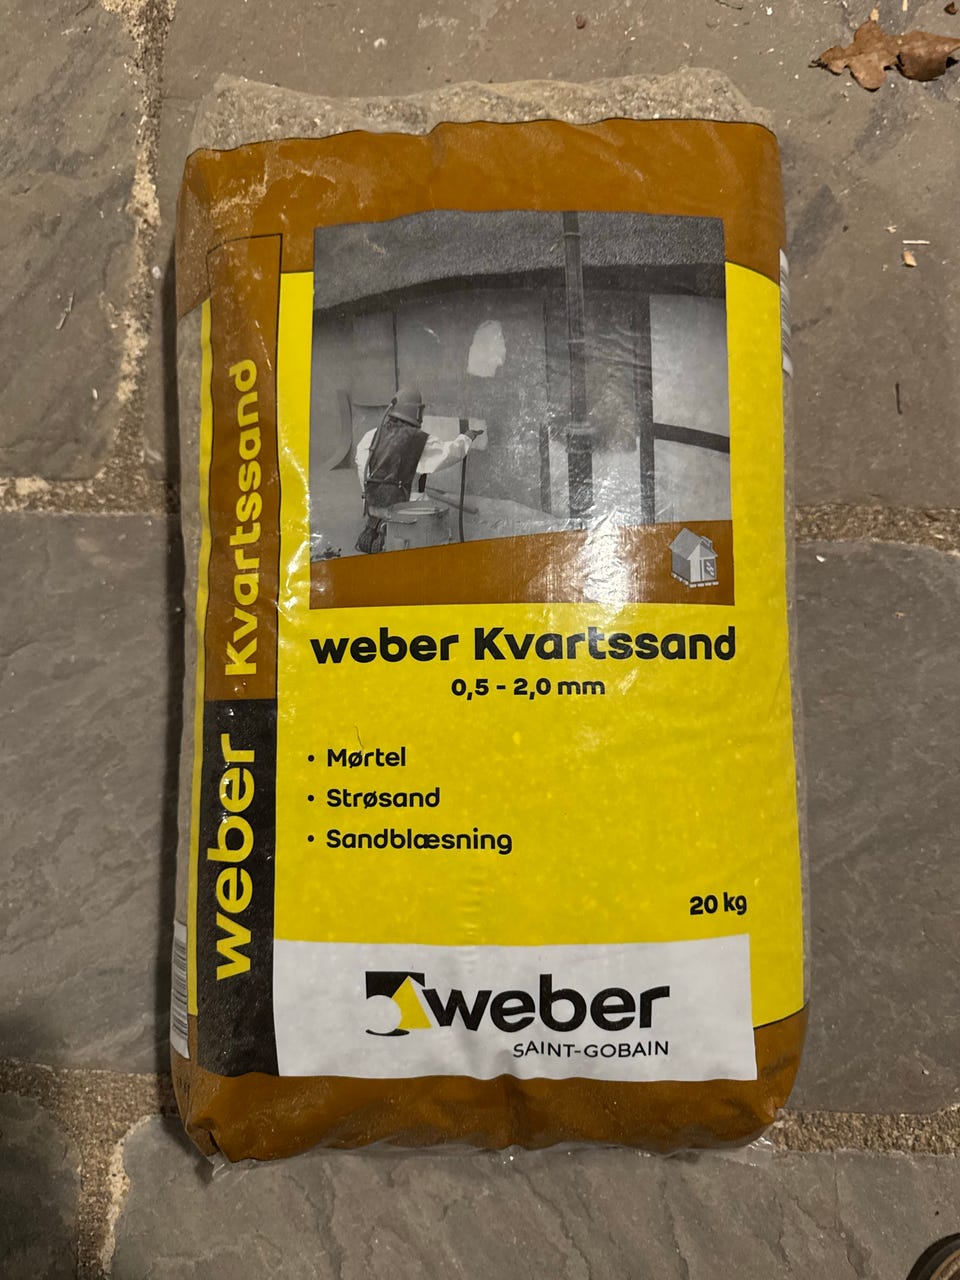 weber Kvartssand
weber Kvartssand
0,5 - 2,0 mm
• Mørtel
• Strøsand
• Sandblæsning
20 kg
weber
SAINT-GOBAIN